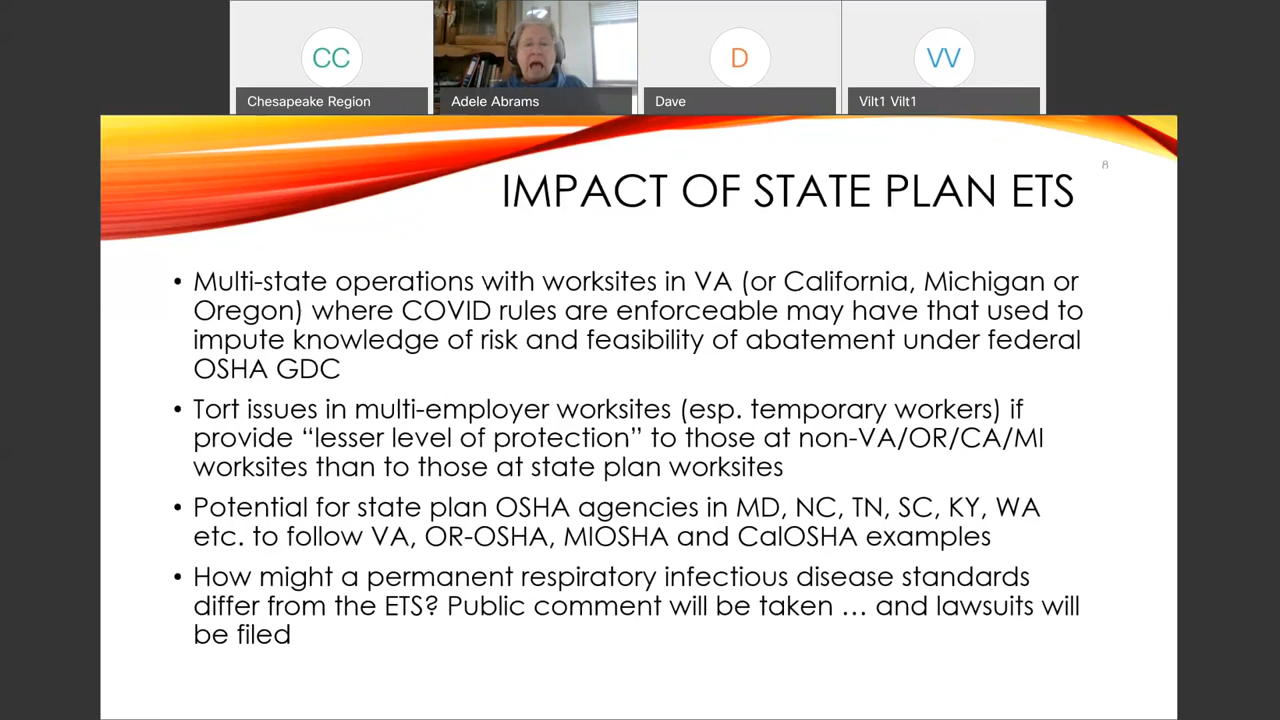 CC
D
VV
Chesapeake Region
Adele Abrams
Dave
Vilt1 Vilt1
8
IMPACT OF STATE PLAN ETS
• Multi-state operations with worksites in VA (or California, Michigan or
Oregon) where COVID rules are enforceable may have that used to
impute knowledge of risk and feasibility of abatement under federal
OSHA GDC
• Tort issues in multi-employer worksites (esp. temporary workers) if
provide “lesser level of protection” to those at non-VA/OR/CA/MI
worksites than to those at state plan worksites
• Potential for state plan OSHA agencies in MD, NC, TN, SC, KY, WA
etc. to follow VA, OR-OSHA, MIOSHA and CalOSHA examples
• How might a permanent respiratory infectious disease standards
differ from the ETS? Public comment will be taken … and lawsuits will
be filed